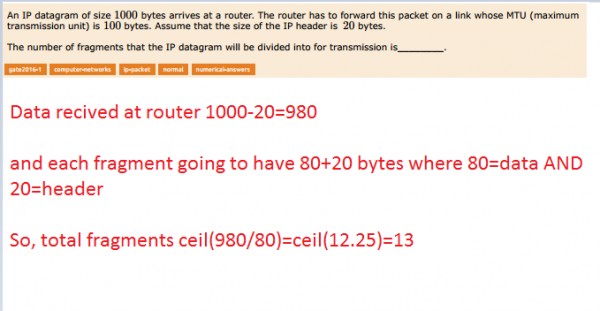 An IP datagram of size 1000 bytes arrives at a router. The router has to forward this packet on a link whose MTU (maximum
transmission unit) is 100 bytes. Assume that the size of the IP header is 20 bytes.
The number of fragments that the IP datagram will be divided into for transmission is________.
gate2016-1 computer-networks ip-packet normal numerical-answers
Data recived at router 1000-20=980
and each fragment going to have 80+20 bytes where 80=data AND
20=header
So, total fragments ceil(980/80)=ceil(12.25)=13